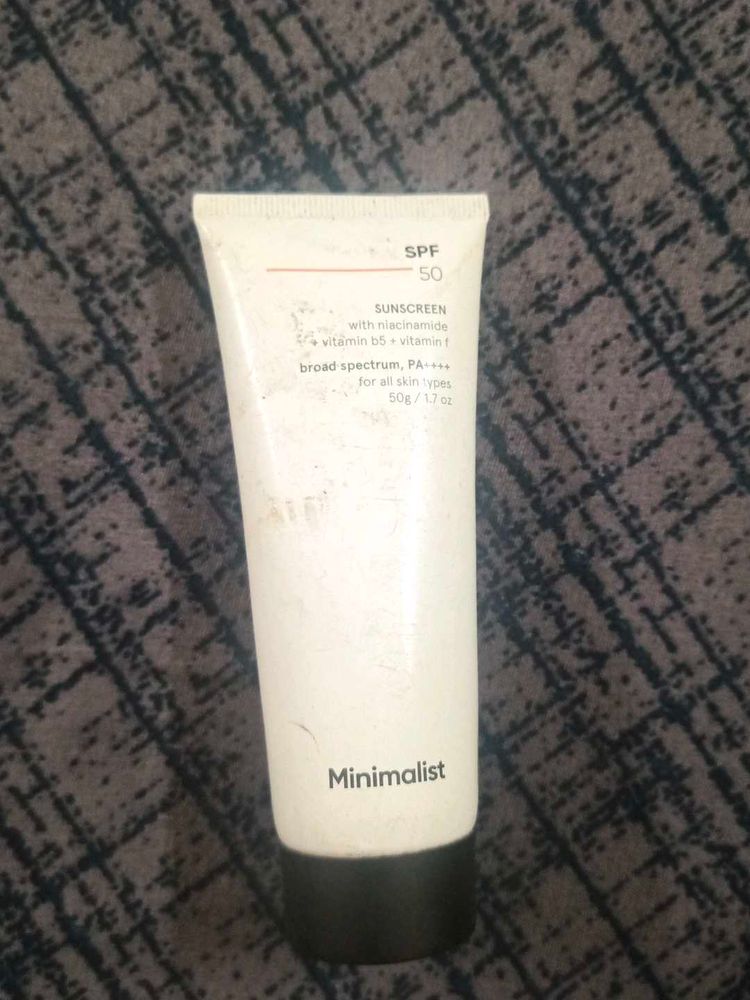 SPF
50
SUNSCREEN
with niacinamide
+ vitamin b5 + vitamin f
broad spectrum, PA++++
for all skin types
50g / 1.7 oz
Minimalist